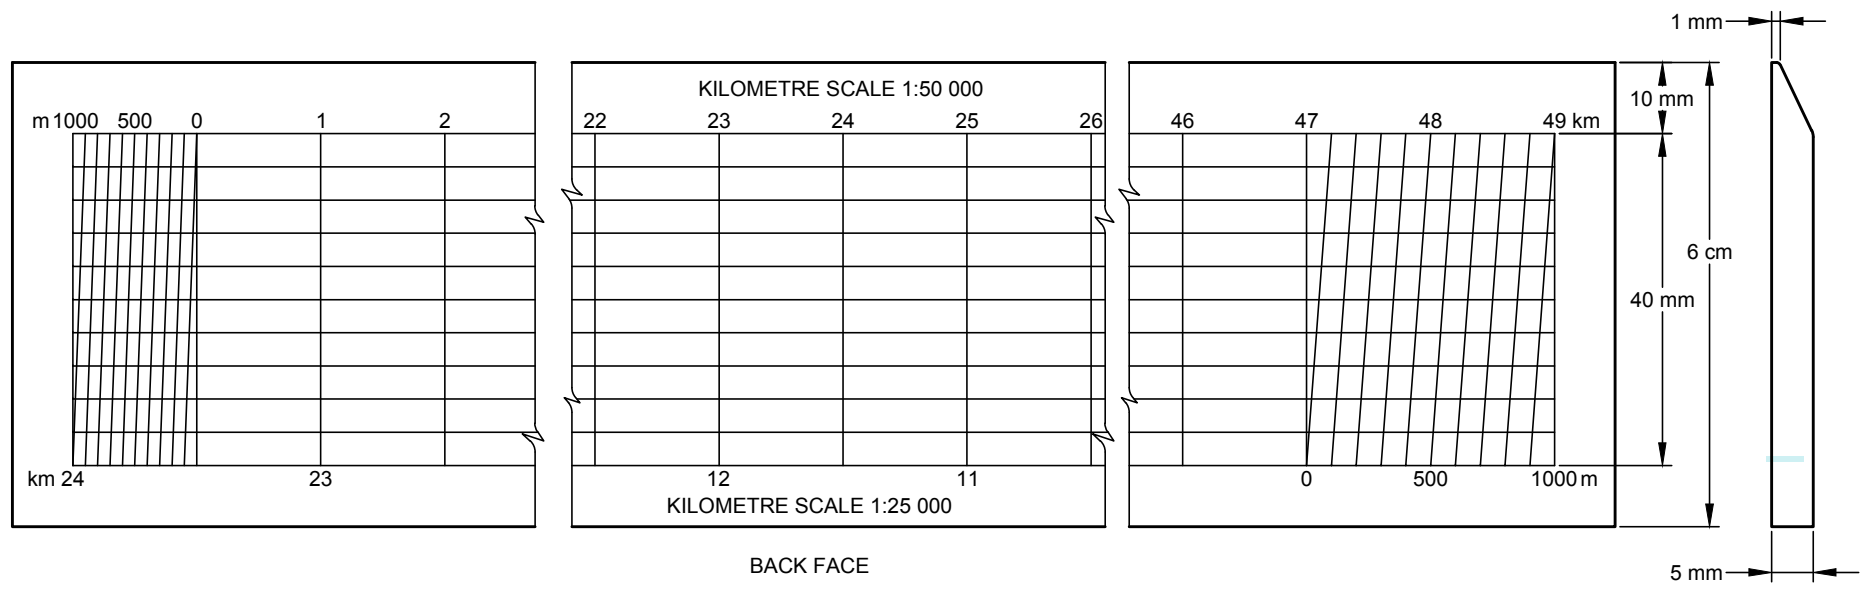 1 mm
KILOMETRE SCALE 1:50 000
10 mm
m 1000 500 0 1 2 22 23 24 25 26 46 47 48 49 km
6 cm
40 mm
km 24 23 12 11 0 500 1000 m
KILOMETRE SCALE 1:25 000
BACK FACE
5 mm